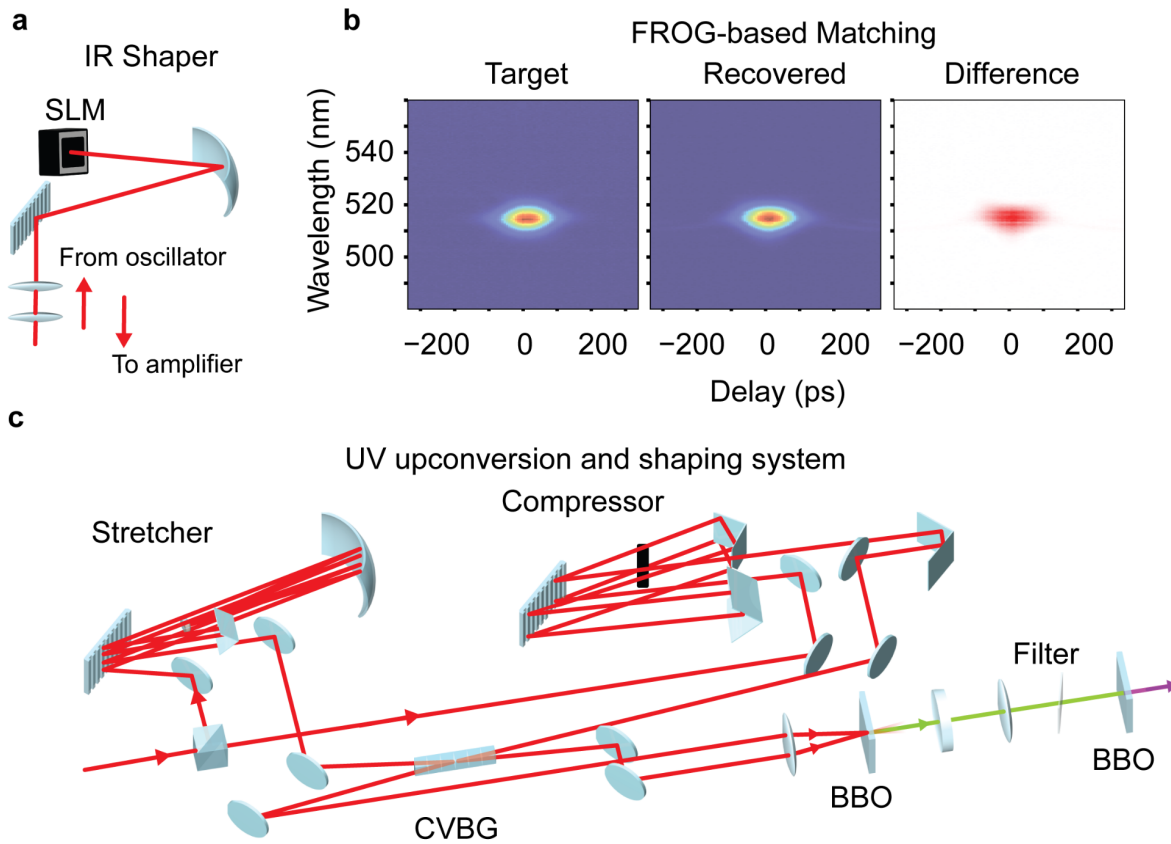 a
IR Shaper
SLM
From oscillator
To amplifier
b
FROG-based Matching
Target
Recovered
Difference
Wavelength (nm)
540
520
500
−200
0
200
−200
0
200
−200
0
200
Delay (ps)
c
UV upconversion and shaping system
Stretcher
Compressor
Filter
BBO
BBO
CVBG